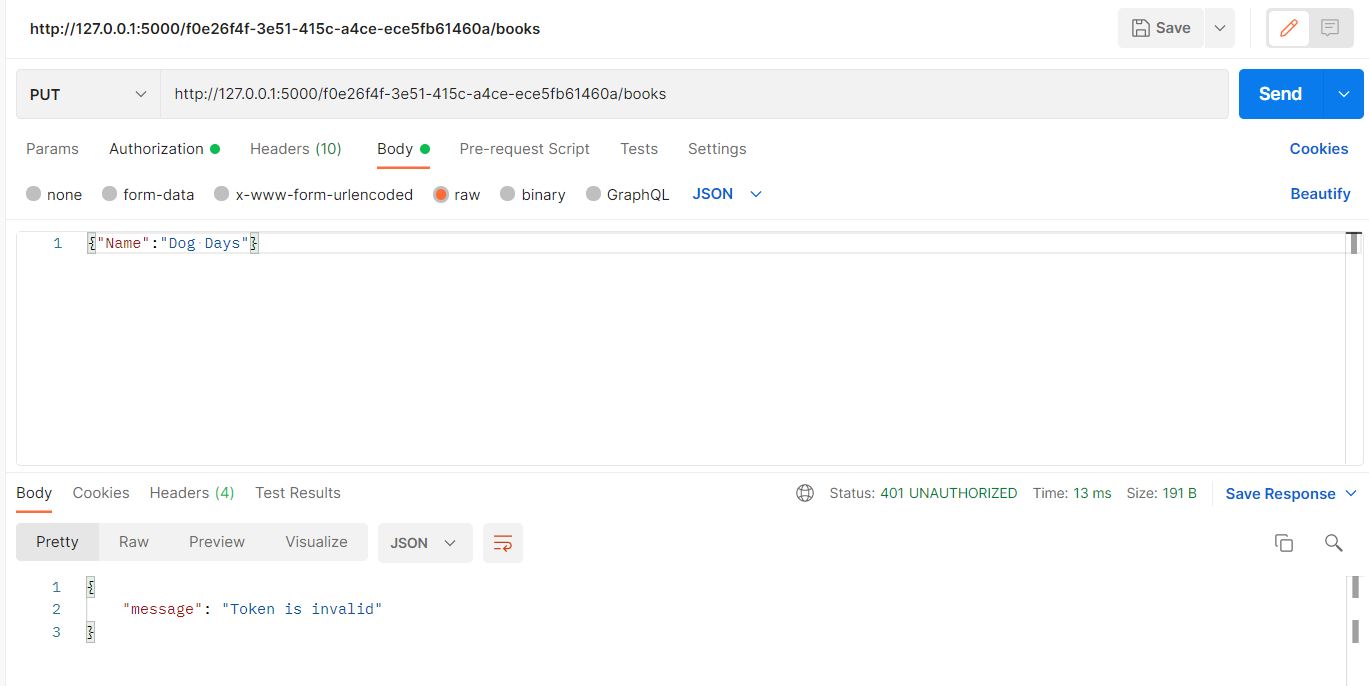 http://127.0.0.1:5000/f0e26f4f-3e51-415c-a4ce-ece5fb61460a/books
Save
PUT
http://127.0.0.1:5000/f0e26f4f-3e51-415c-a4ce-ece5fb61460a/books
Send
Params Authorization Headers (10) Body Pre-request Script Tests Settings Cookies
none form-data x-www-form-urlencoded raw binary GraphQL JSON Beautify
1 {"Name":"Dog Days"}
Body Cookies Headers (4) Test Results Status: 401 UNAUTHORIZED Time: 13 ms Size: 191 B Save Response
Pretty Raw Preview Visualize JSON
1 {
2 "message": "Token is invalid"
3 }